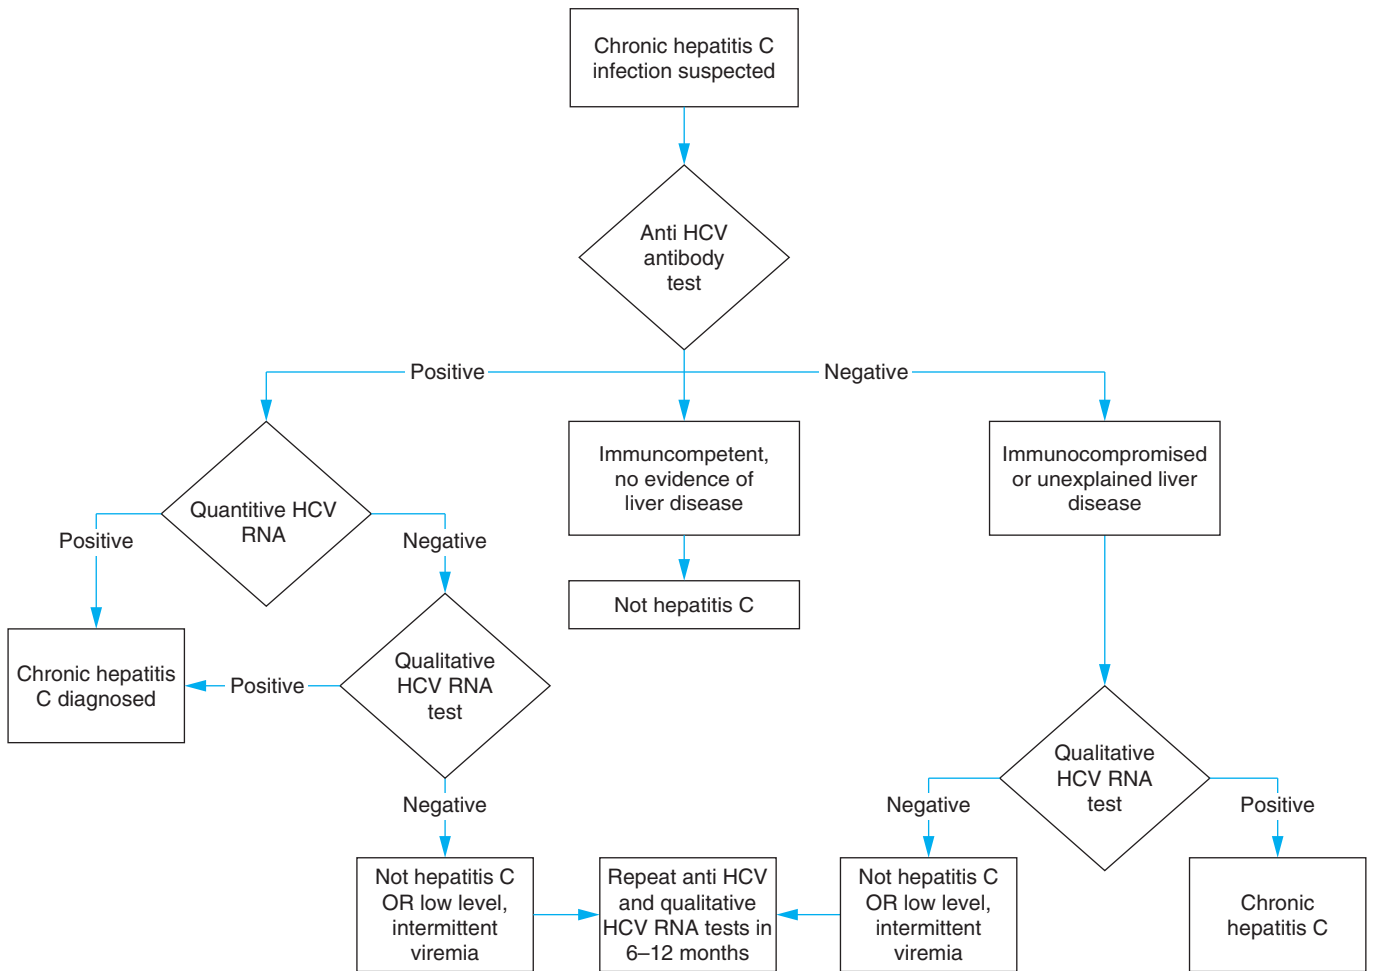 Chronic hepatitis C
infection suspected
Anti HCV
antibody
test
Positive
Negative
Quantitive HCV
RNA
Immuncompetent,
no evidence of
liver disease
Immunocompromised
or unexplained liver
disease
Positive
Negative
Not hepatitis C
Chronic hepatitis
C diagnosed
Positive
Qualitative
HCV RNA
test
Qualitative
HCV RNA
test
Negative
Negative
Positive
Not hepatitis C
OR low level,
intermittent
viremia
Repeat anti HCV
and qualitative
HCV RNA tests in
6–12 months
Not hepatitis C
OR low level,
intermittent
viremia
Chronic
hepatitis C